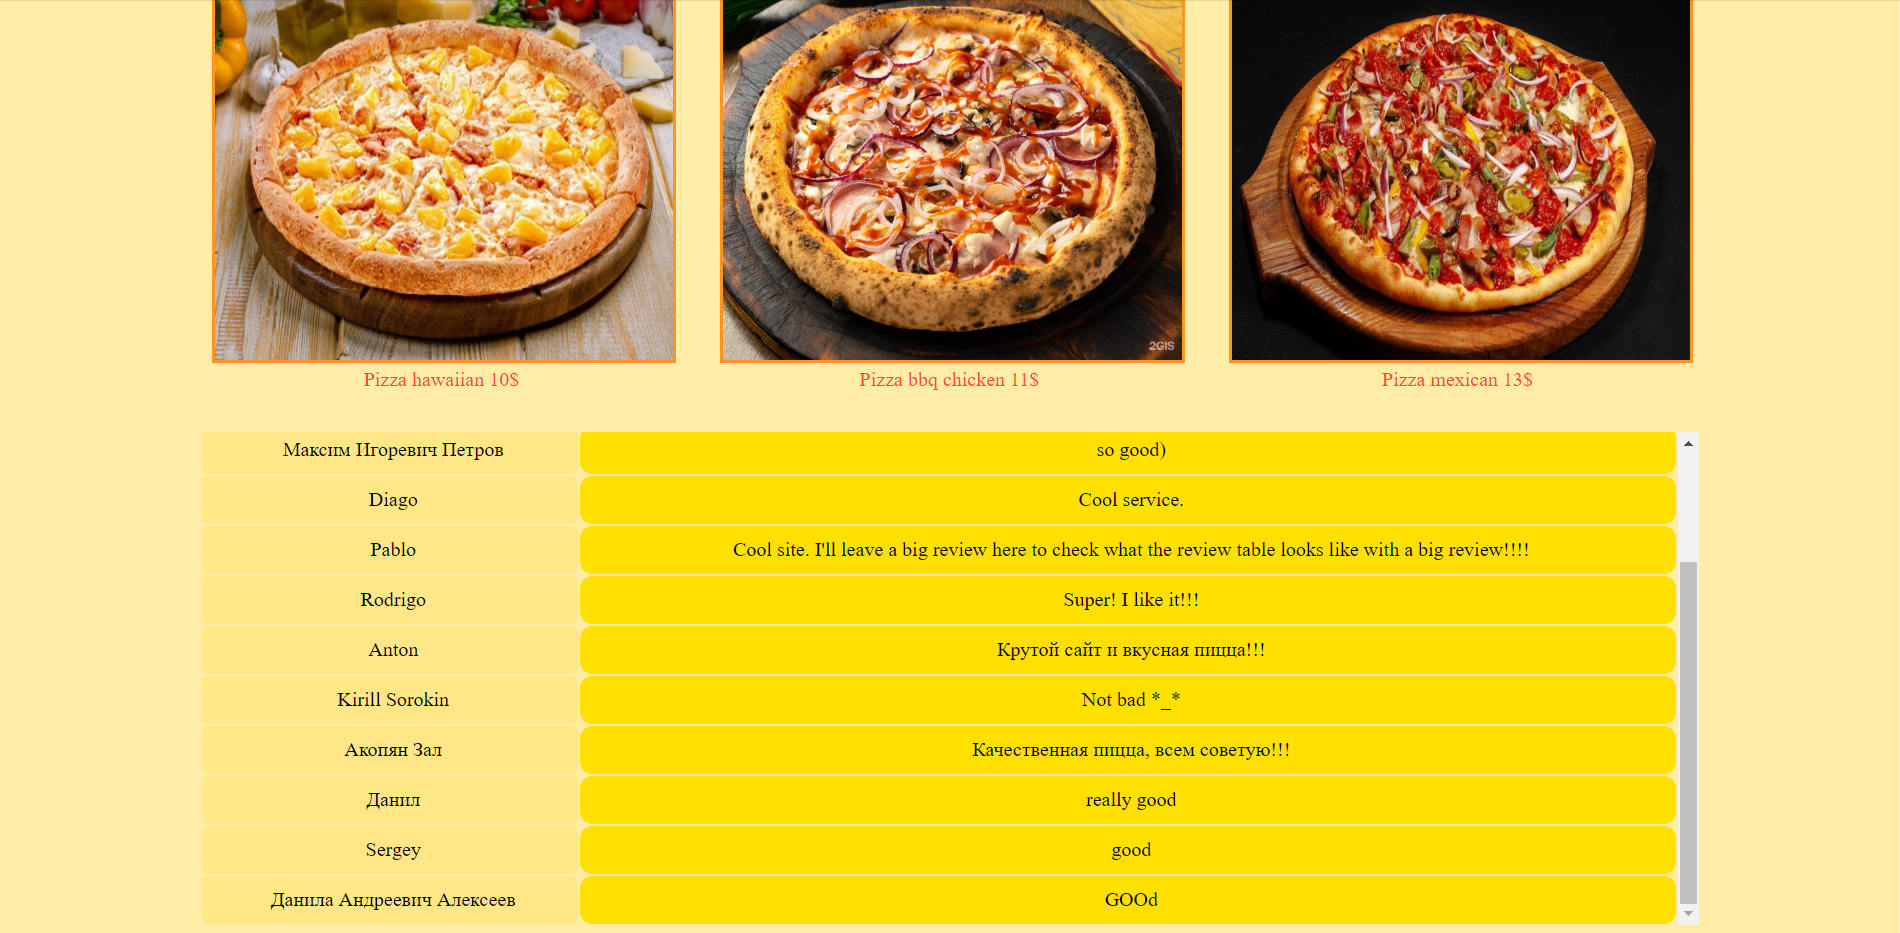 2GIS
Pizza hawaiian 10$
Pizza bbq chicken 11$
Pizza mexican 13$
Максим Игоревич Петров so good)
Diago Cool service.
Pablo Cool site. I'll leave a big review here to check what the review table looks like with a big review!!!!
Rodrigo Super! I like it!!!
Anton Крутой сайт и вкусная пицца!!!
Kirill Sorokin Not bad *_*
Акопян Зал Качественная пицца, всем советую!!!
Данил really good
Sergey good
Данила Андреевич Алексеев GOOd